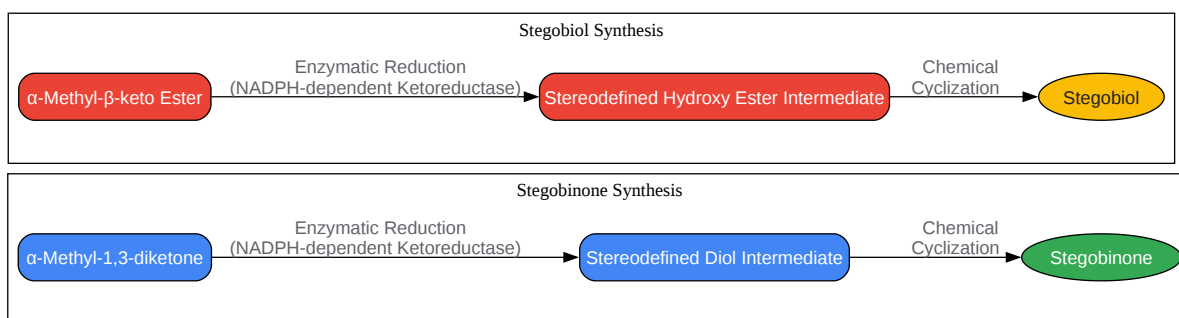 Stegobiol Synthesis
Enzymatic Reduction
(NADPH-dependent Ketoreductase)
Chemical
Cyclization
α-Methyl-β-keto Ester
Stereodefined Hydroxy Ester Intermediate
Stegobiol
Stegobinone Synthesis
Enzymatic Reduction
(NADPH-dependent Ketoreductase)
Chemical
Cyclization
α-Methyl-1,3-diketone
Stereodefined Diol Intermediate
Stegobinone